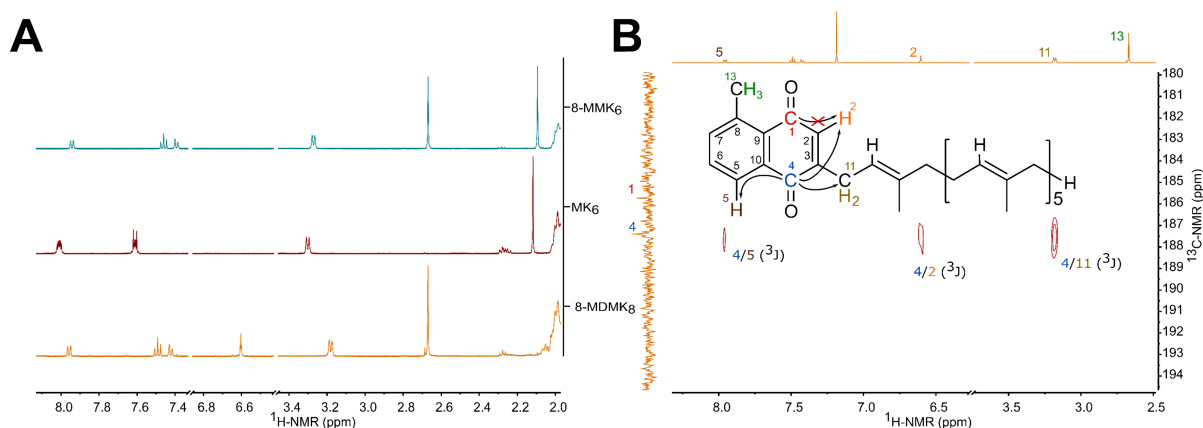 A
8-MMK6
MK6
8-MDMK8
8.0 7.8 7.6 7.4 6.8 6.6 3.4 3.2 3.0 2.8 2.6 2.4 2.2 2.0
1H-NMR (ppm)
B
5 2 11 13
13
CH3
O
H2
C
1
8
7
9
2
6
10
3
5
4
C
11
C
H2
H
H
H
5
5
H
O
1
4
4/5 (3J)
4/2 (3J)
4/11 (3J)
180
181
182
183
184
185
186
187
188
189
190
191
192
193
194
13C-NMR (ppm)
8.0 7.5 7.0 6.5 3.5 3.0 2.5
1H-NMR (ppm)